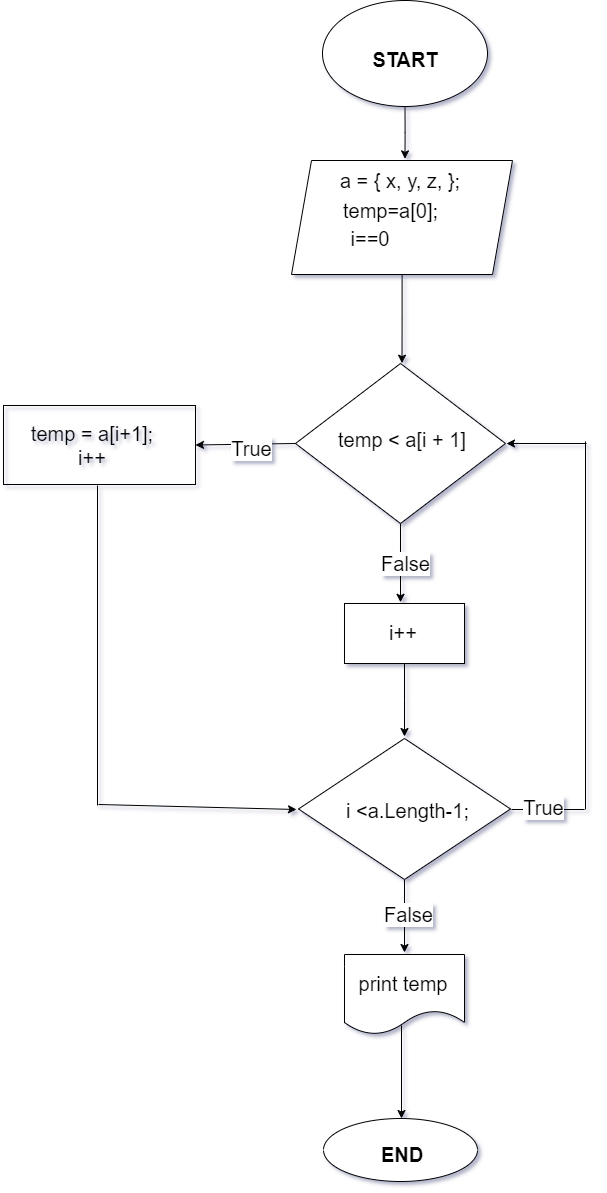 START
a = { x, y, z, };
temp=a[0];
i==0
temp < a[i + 1]
True
temp = a[i+1];
i++
False
i++
i <a.Length-1;
True
False
print temp
END